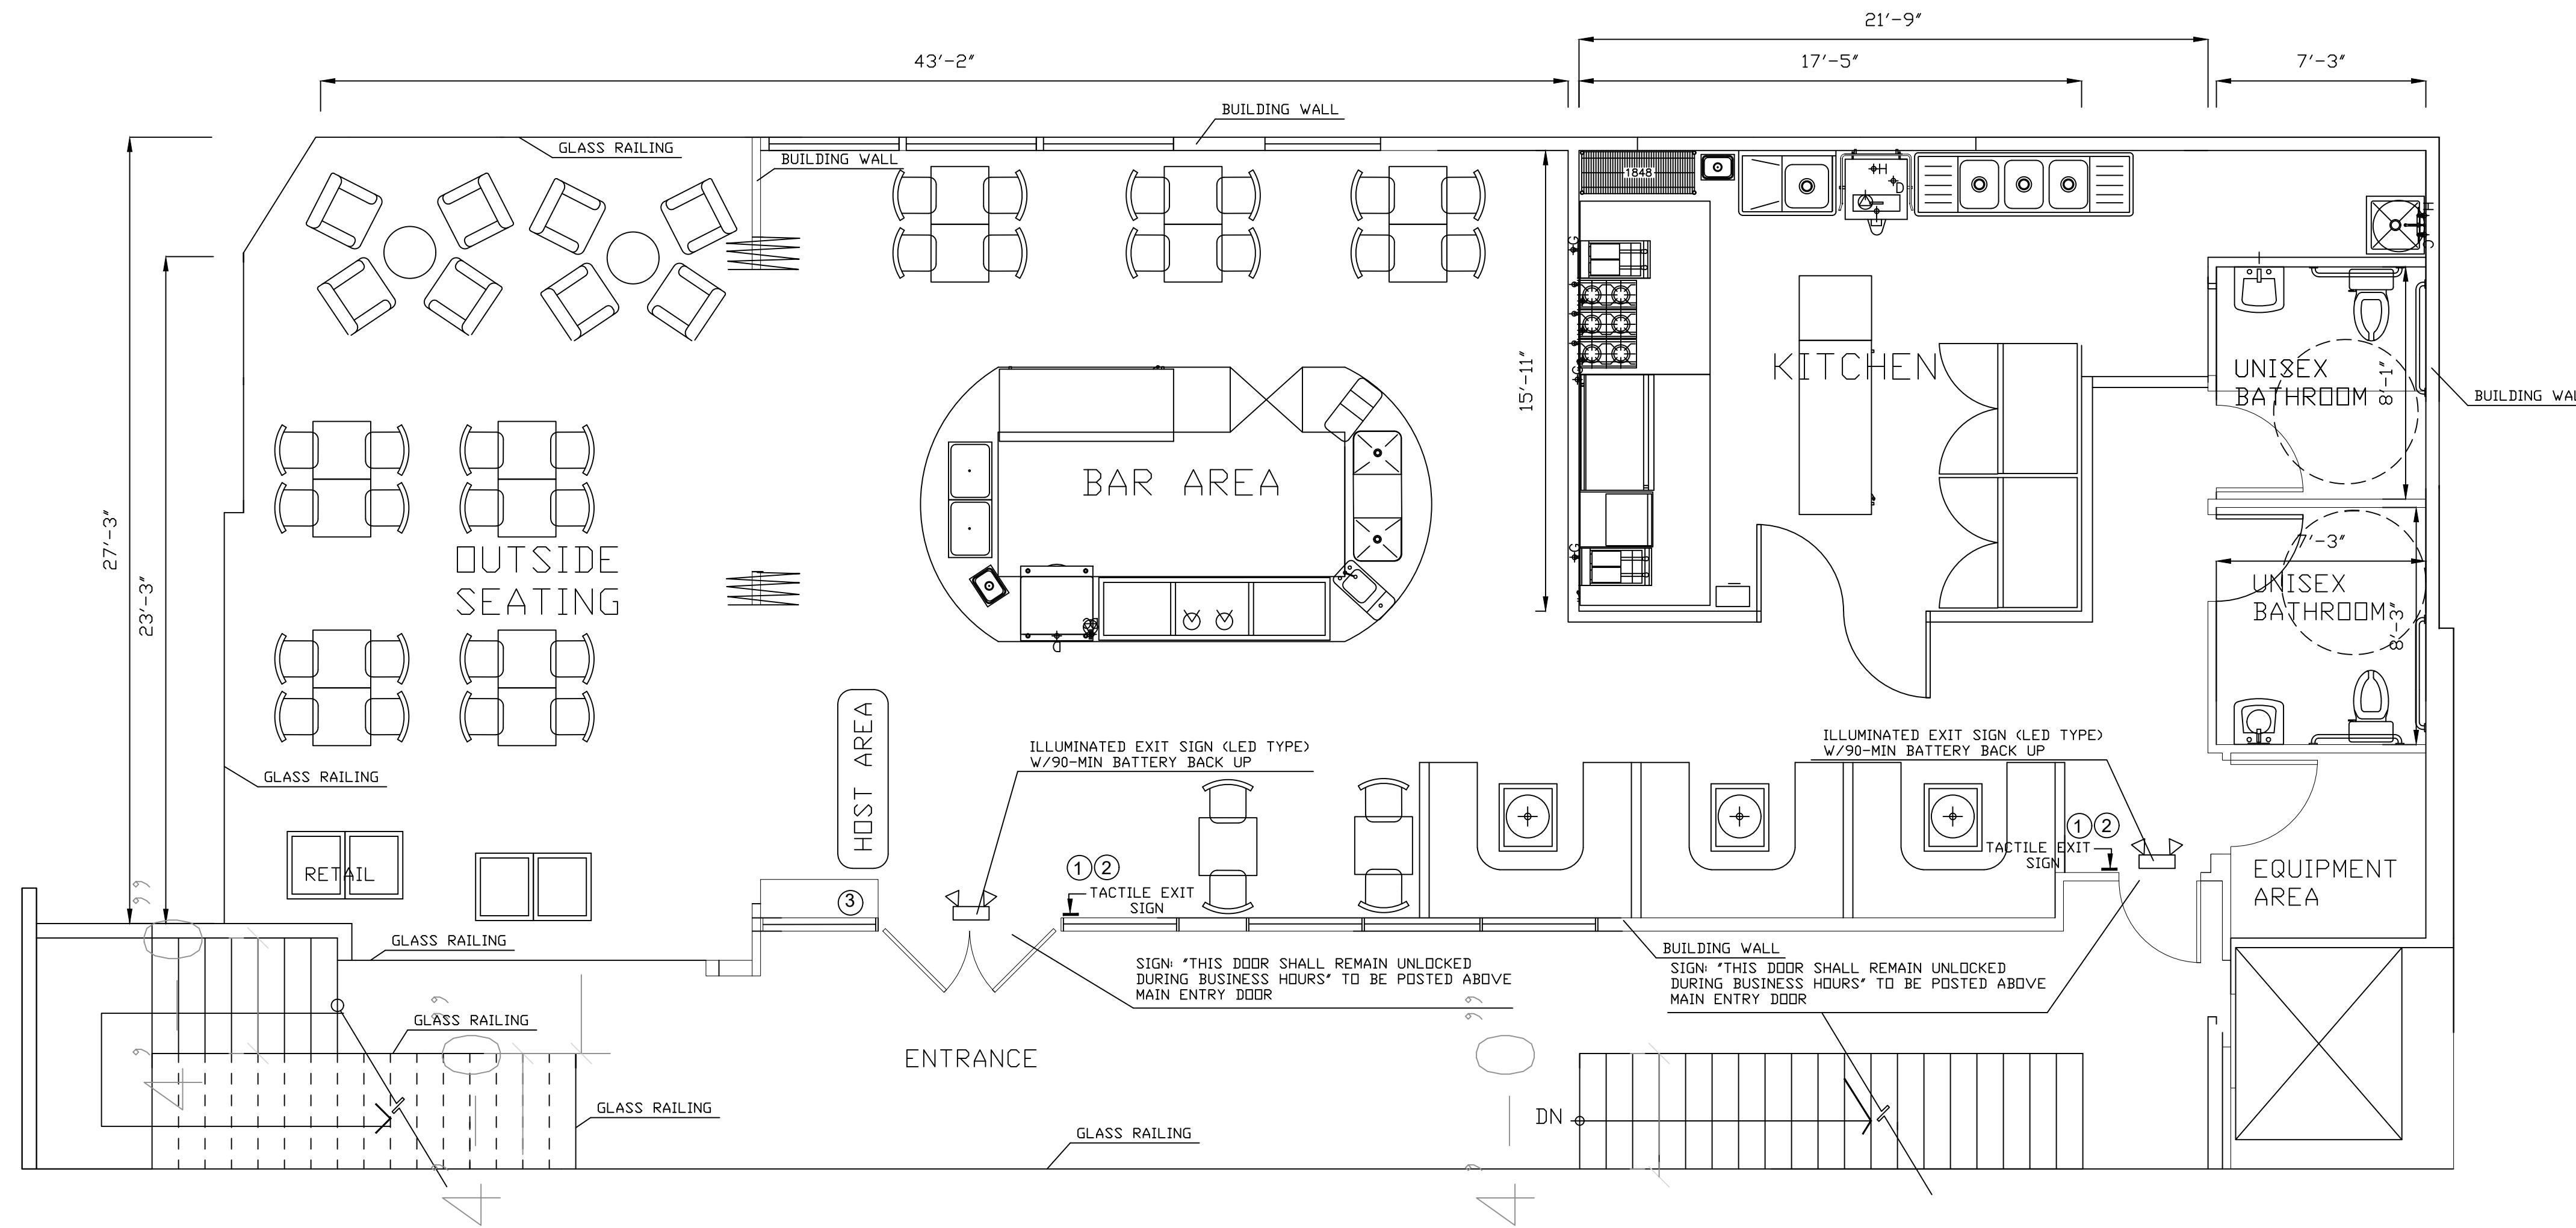 21'-9"
43'-2"
17'-5"
7'-3"
BUILDING WALL
GLASS RAILING
BUILDING WALL
1848
H
D
H
C
G
G
G
15'-11"
KITCHEN
UNISEX
BATHROOM
8'-1"
BUILDING WAL
BAR AREA
27'-3"
23'-3"
OUTSIDE
SEATING
7'-3"
UNISEX
BATHROOM
8'-3"
D
HOST AREA
ILLUMINATED EXIT SIGN (LED TYPE)
W/90-MIN BATTERY BACK UP
ILLUMINATED EXIT SIGN (LED TYPE)
W/90-MIN BATTERY BACK UP
GLASS RAILING
RETAIL
1 2
TACTILE EXIT
SIGN
1 2
TACTILE EXIT
SIGN
EQUIPMENT
AREA
3
GLASS RAILING
BUILDING WALL
SIGN: "THIS DOOR SHALL REMAIN UNLOCKED
DURING BUSINESS HOURS" TO BE POSTED ABOVE
MAIN ENTRY DOOR
SIGN: "THIS DOOR SHALL REMAIN UNLOCKED
DURING BUSINESS HOURS" TO BE POSTED ABOVE
MAIN ENTRY DOOR
GLASS RAILING
ENTRANCE
GLASS RAILING
DN
GLASS RAILING
4'-0"
4'-0"
4'-0"